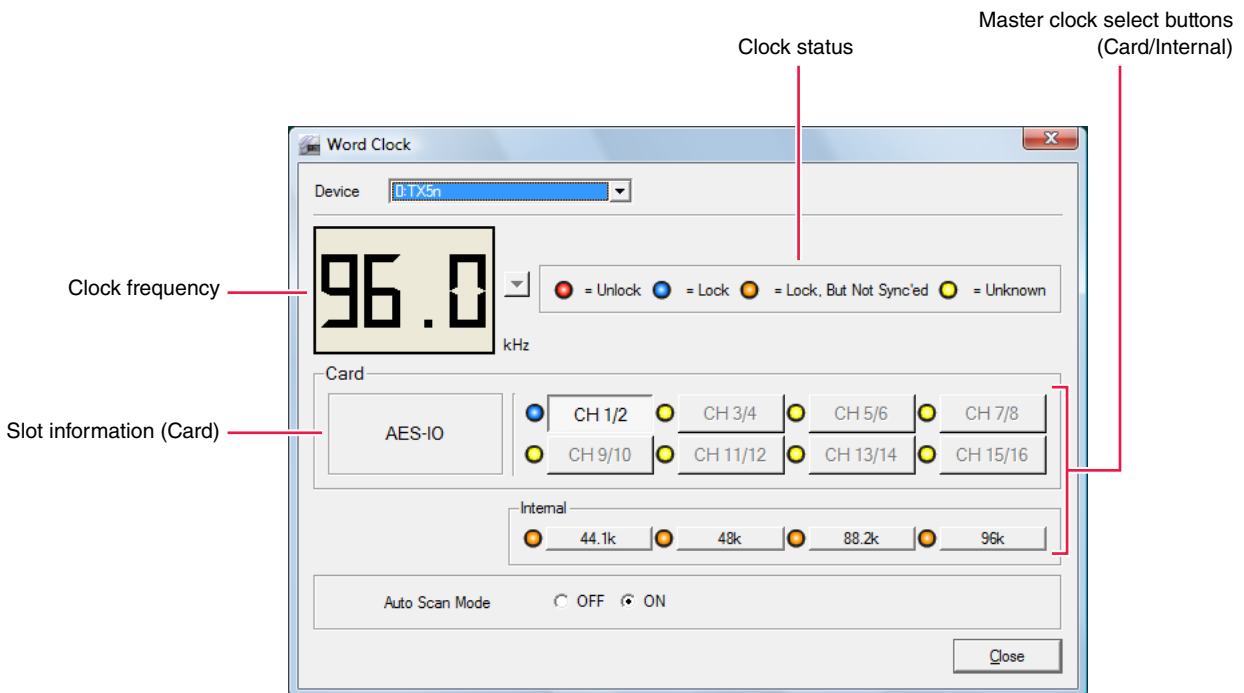 Master clock select buttons
(Card/Internal)
Clock status
Word Clock
Device 0:TX5n
Clock frequency
96.0
kHz
= Unlock = Lock = Lock, But Not Sync'ed = Unknown
Card
Slot information (Card)
AES-IO
CH 1/2 CH 3/4 CH 5/6 CH 7/8
CH 9/10 CH 11/12 CH 13/14 CH 15/16
Internal
44.1k 48k 88.2k 96k
Auto Scan Mode OFF ON
Close